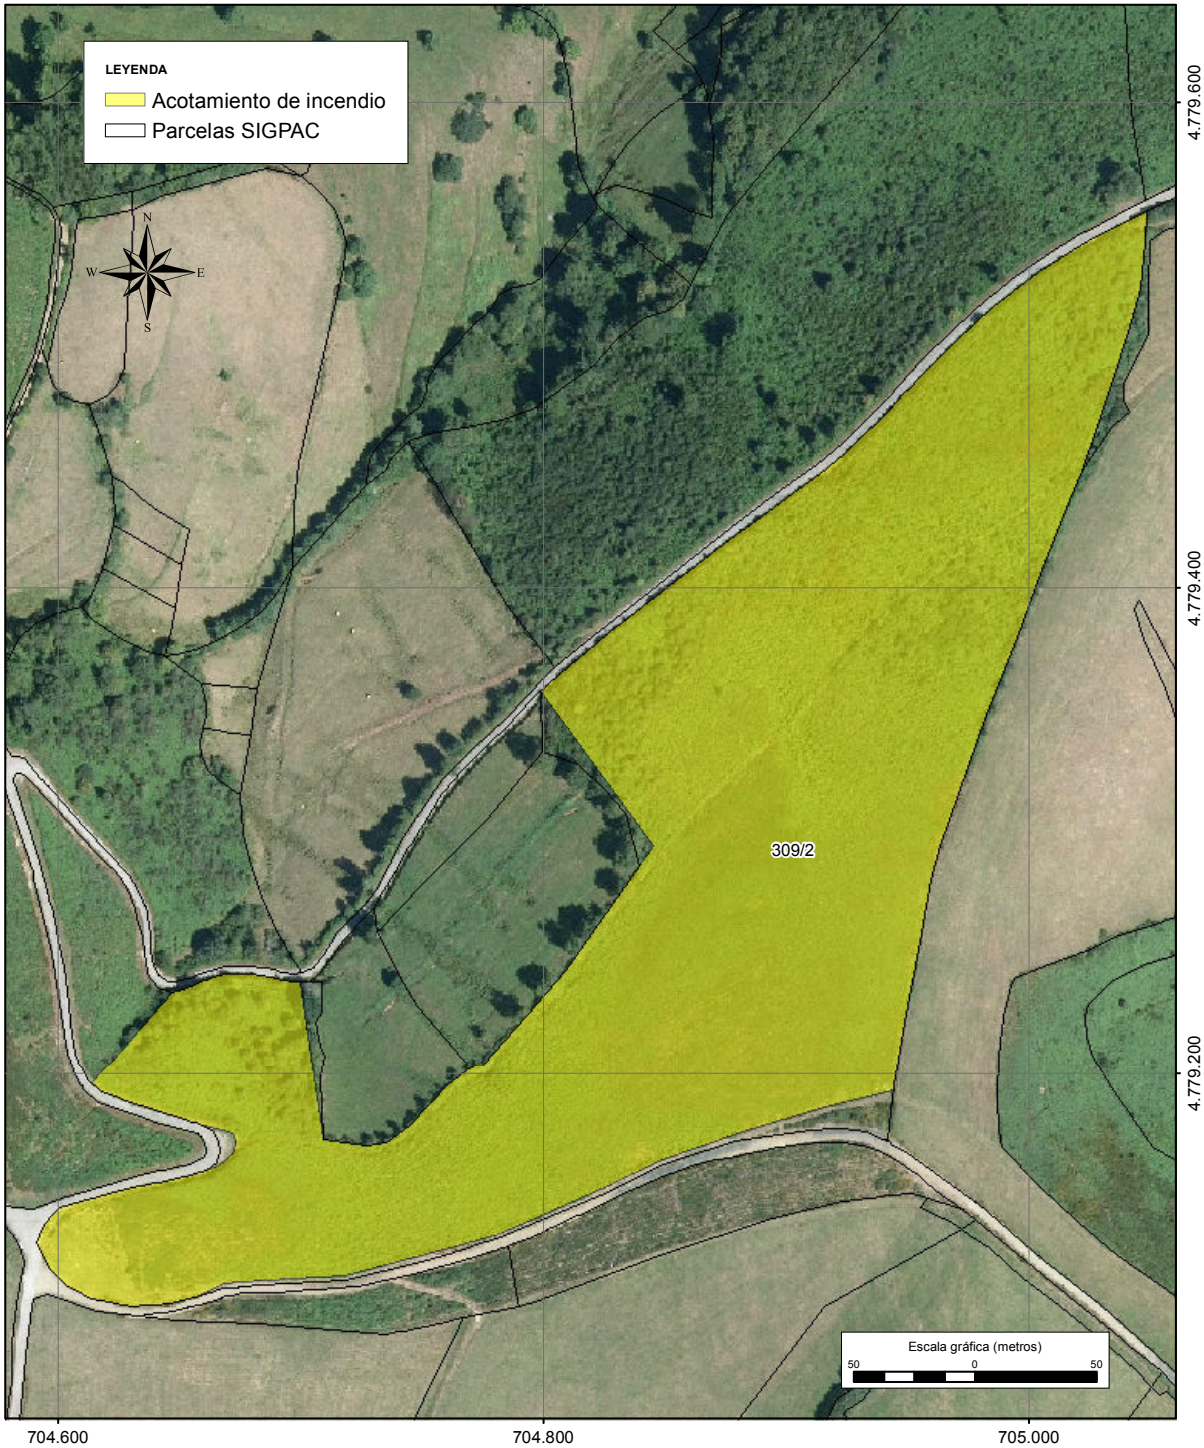 LEYENDA
Acotamiento de incendio
Parcelas SIGPAC
N
W E
S
4.779.600
4.779.400
309/2
4.779.200
Escala gráfica (metros)
50 0 50
704.600 704.800 705.000